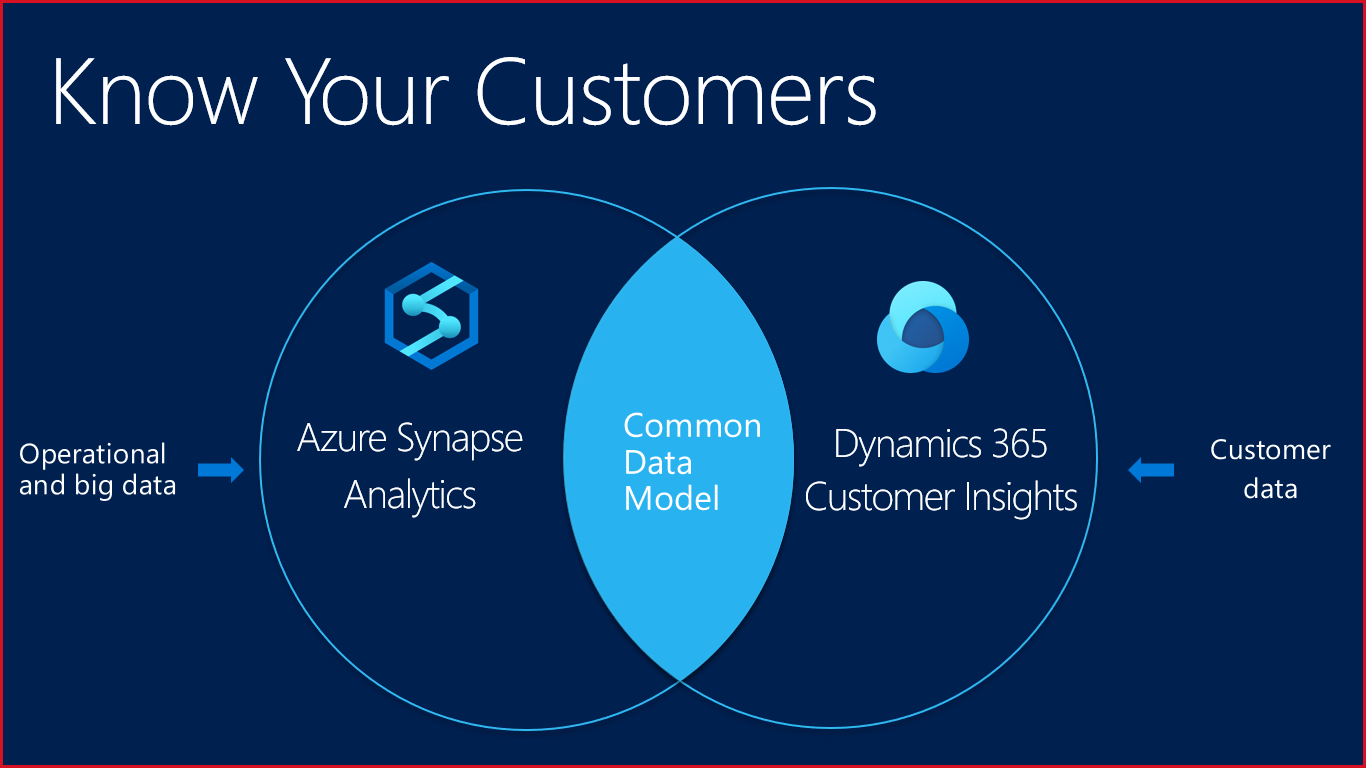 Know Your Customers
Azure Synapse
Analytics
Common
Data
Model
Dynamics 365
Customer Insights
Operational
and big data
Customer
data